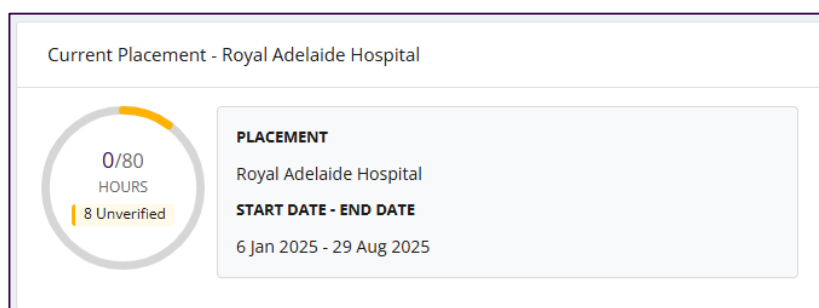 Current Placement - Royal Adelaide Hospital
0/80
HOURS
8 Unverified
PLACEMENT
Royal Adelaide Hospital
START DATE - END DATE
6 Jan 2025 - 29 Aug 2025